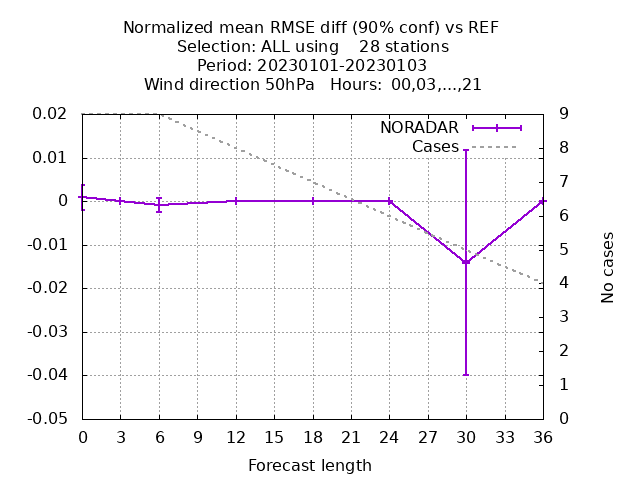 Normalized mean RMSE diff (90% conf) vs REF
Selection: ALL using    28 stations
Period: 20230101-20230103
Wind direction 50hPa   Hours:  00,03,...,21
NORADAR
Cases
0.02
0.01
0
-0.01
-0.02
-0.03
-0.04
-0.05
9
8
7
6
5
4
3
2
1
0
No cases
0 3 6 9 12 15 18 21 24 27 30 33 36
Forecast length